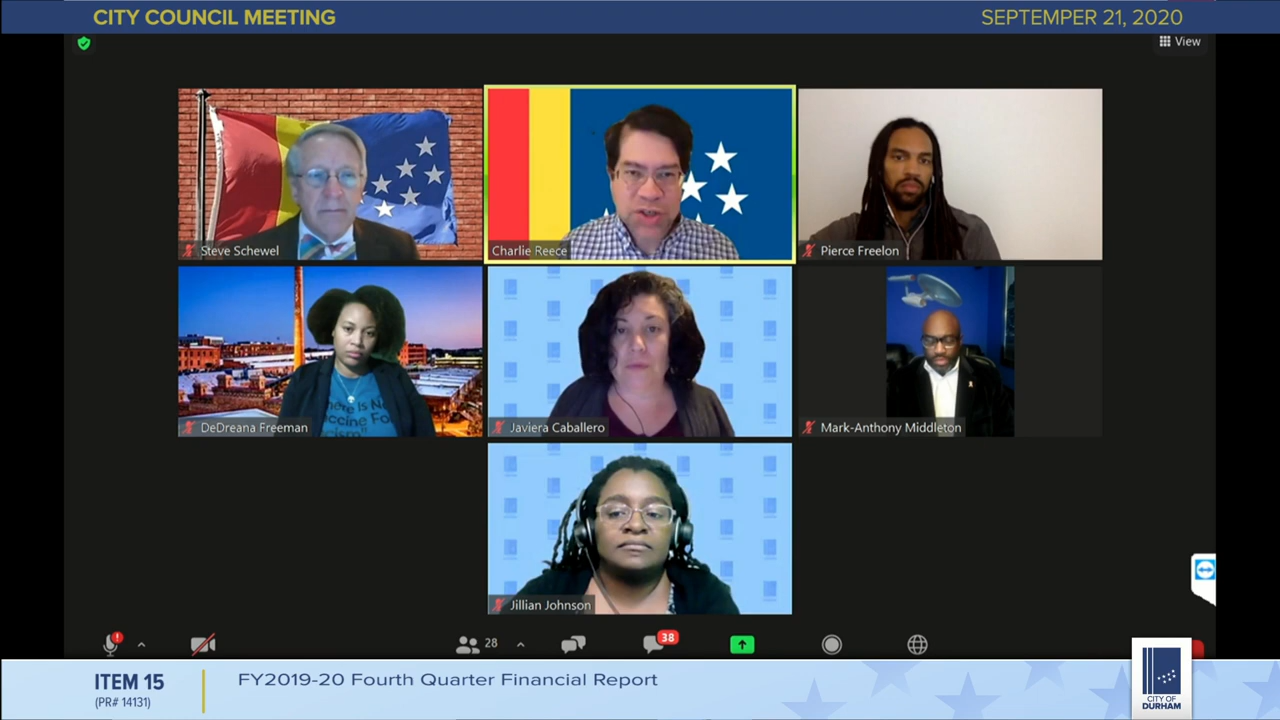 CITY COUNCIL MEETING
SEPTEMPER 21, 2020
View
Steve Schewel
Charlie Reece
Pierce Freelon
DeDreana Freeman
Javiera Caballero
Mark-Anthony Middleton
Jillian Johnson
28
38
ITEM 15
(PR# 14131)
FY2019-20 Fourth Quarter Financial Report
CITY OF
DURHAM